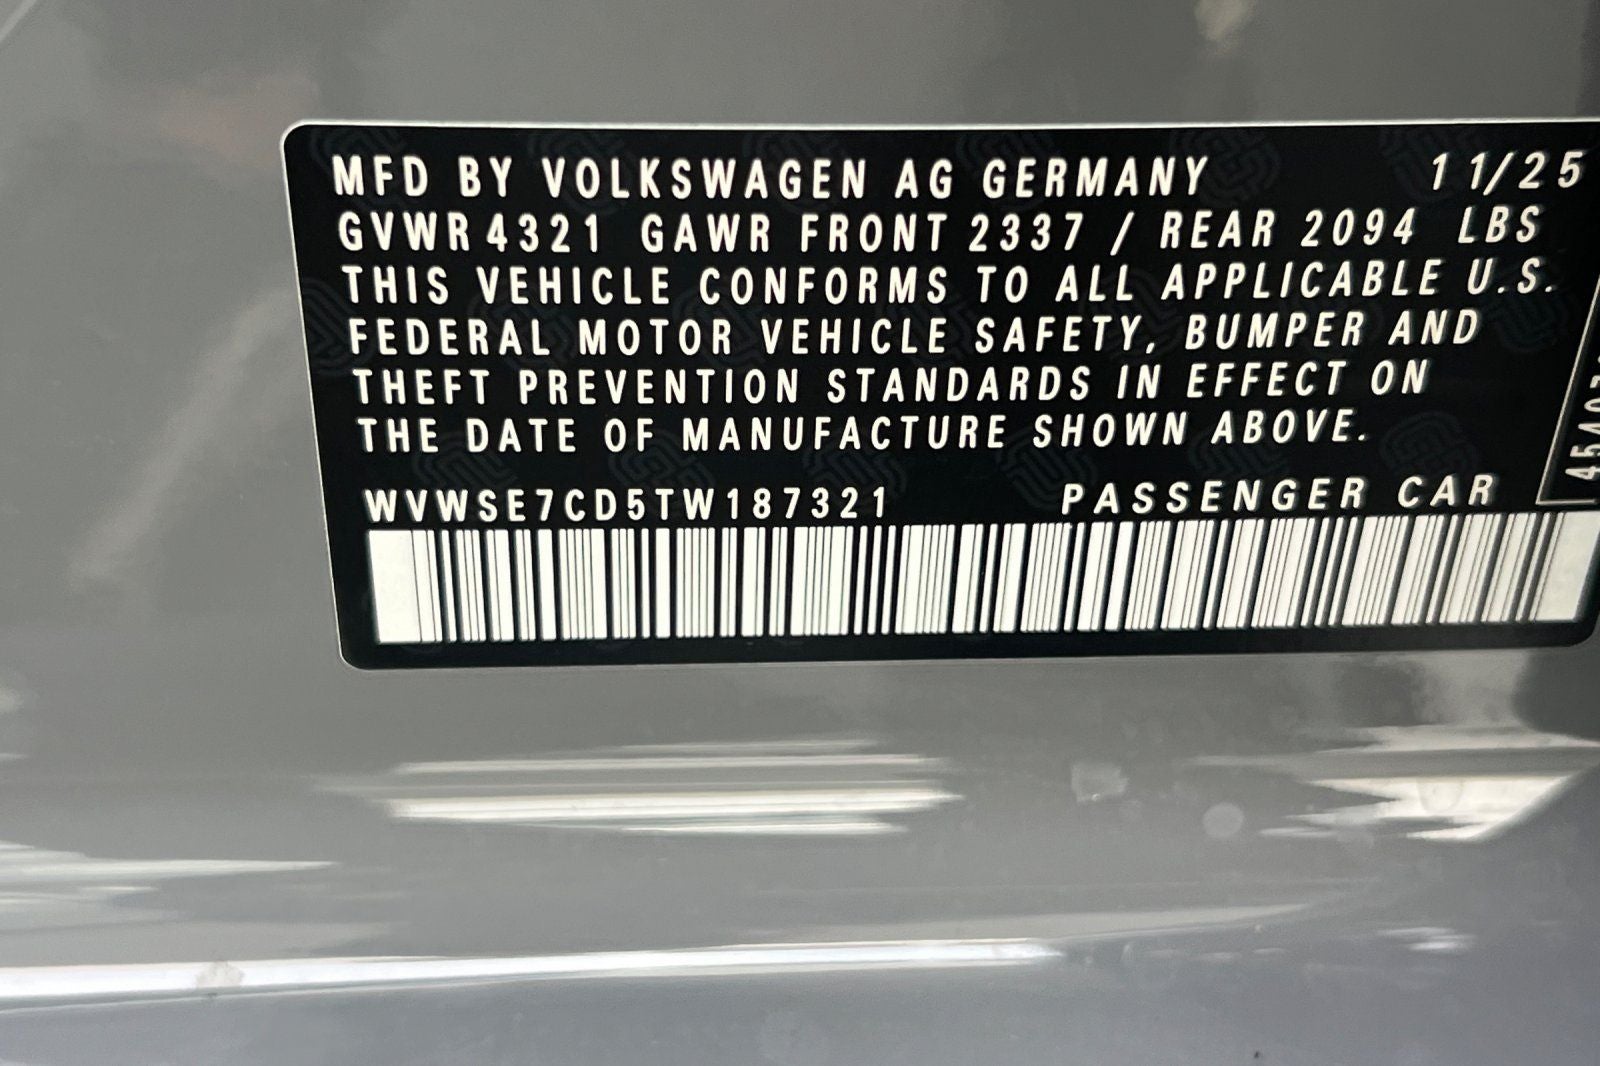 MFD BY VOLKSWAGEN AG GERMANY 11/25
GVWR 4321 GAWR FRONT 2337 / REAR 2094 LBS
THIS VEHICLE CONFORMS TO ALL APPLICABLE U.S.
FEDERAL MOTOR VEHICLE SAFETY, BUMPER AND
THEFT PREVENTION STANDARDS IN EFFECT ON
THE DATE OF MANUFACTURE SHOWN ABOVE.
WVWSE7CD5TW187321 PASSENGER CAR